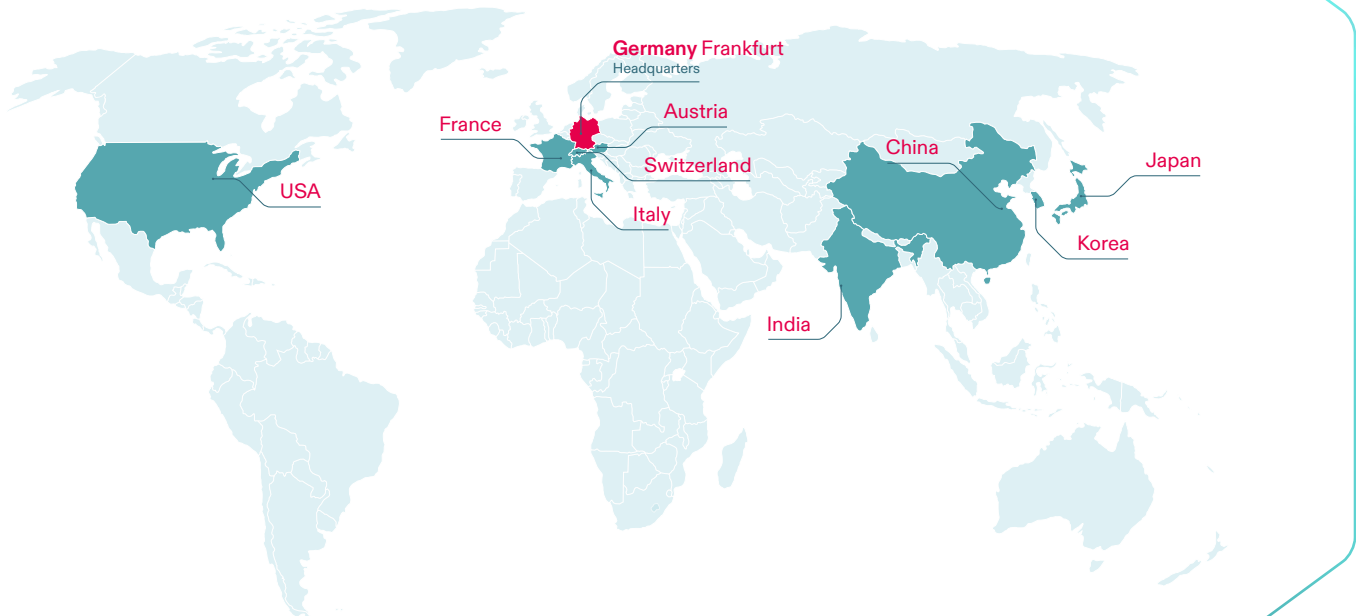 Germany Frankfurt
Headquarters
Austria
France
Switzerland
China
Japan
USA
Italy
Korea
India